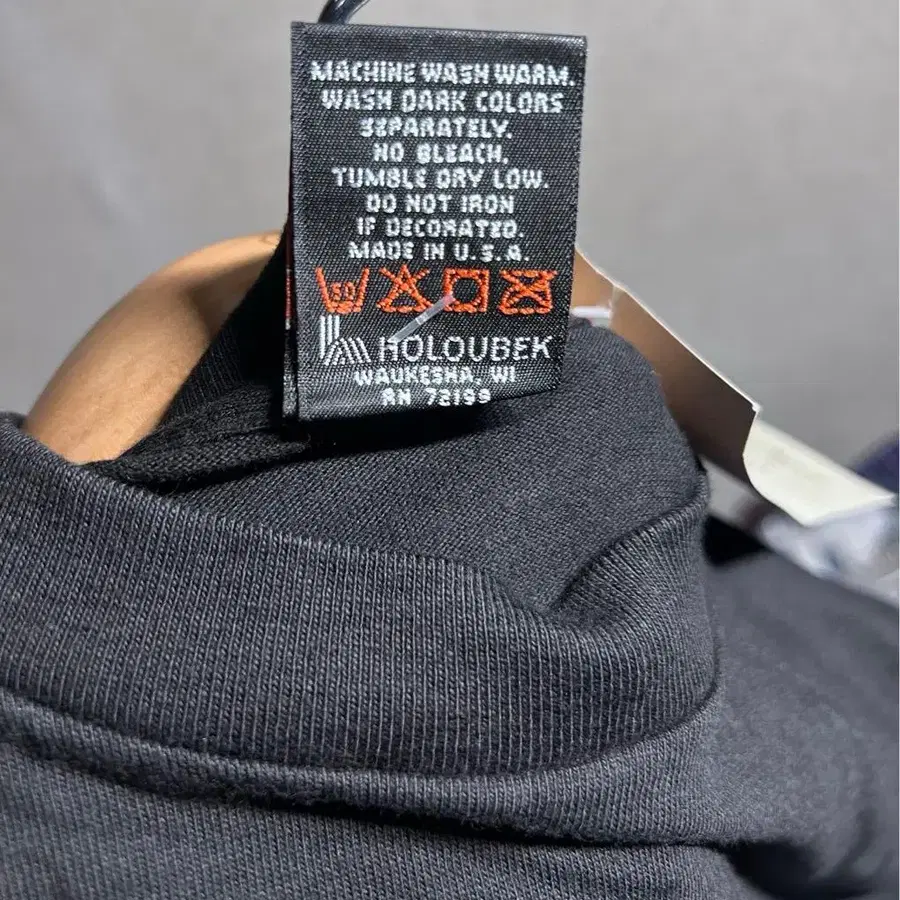 MACHINE WASH WARM.
WASH DARK COLORS
SEPARATELY.
NO BLEACH.
TUMBLE DRY LOW.
DO NOT IRON
IF DECORATED.
MADE IN U.S.A.
50
HOLOUBEK
WAUKESHA, WI
RN 72199